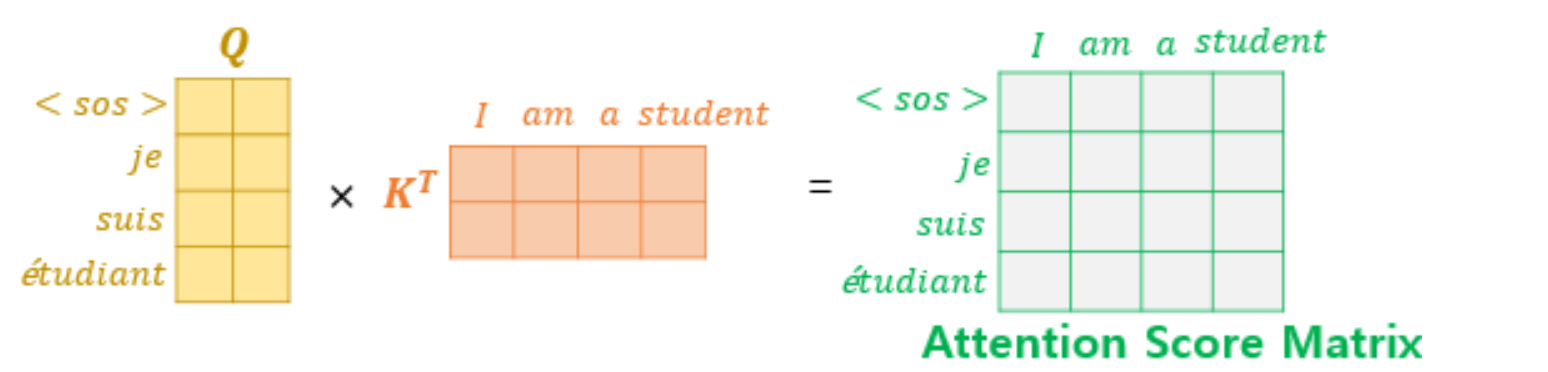 Q
< sos >
je
suis
étudiant
×
K^T
I am a student
=
I am a student
< sos >
je
suis
étudiant
Attention Score Matrix